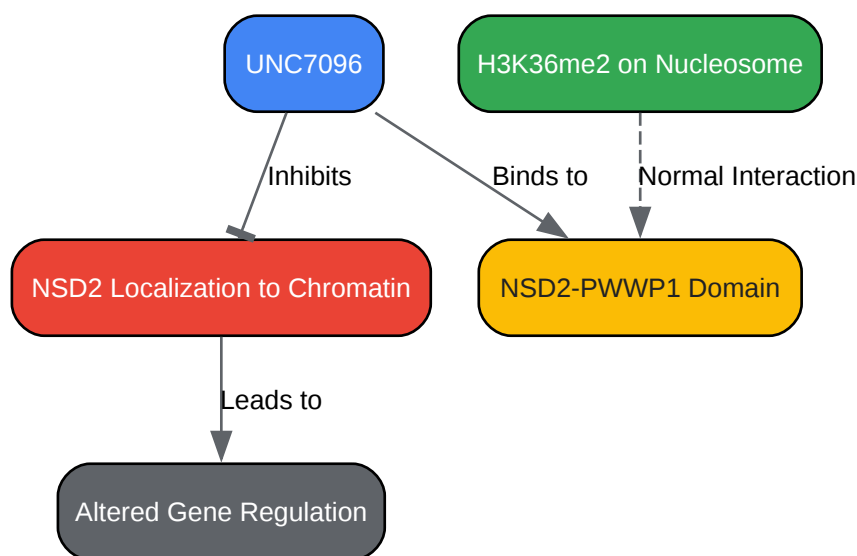 UNC7096
H3K36me2 on Nucleosome
Inhibits
Binds to
Normal Interaction
NSD2 Localization to Chromatin
NSD2-PWWP1 Domain
Leads to
Altered Gene Regulation